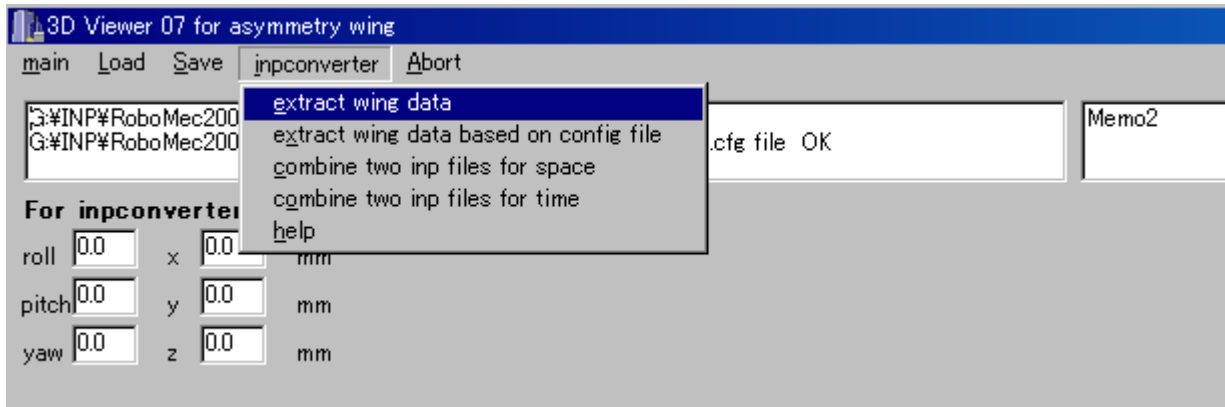 3D Viewer 07 for asymmetry wing
main Load Save inpconverter Abort
extract wing data
extract wing data based on config file
combine two inp files for space
combine two inp files for time
help
G:¥INP¥RoboMec200
G:¥INP¥RoboMec200 .cfg file OK
Memo2
For inpconverter
roll 0.0 x 0.0 mm
pitch 0.0 y 0.0 mm
yaw 0.0 z 0.0 mm